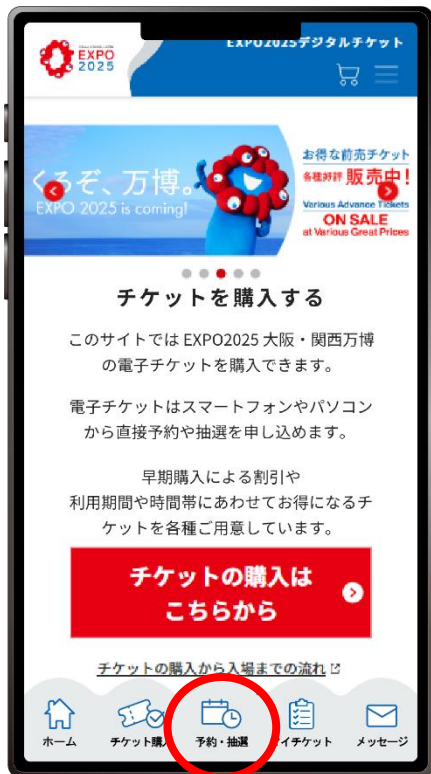 EXPO
2025
EXPO2025デジタルチケット
くるぞ、万博。
EXPO 2025 is coming!
お得な前売チケット
各種好評 販売中!
Various Advance Tickets
ON SALE
at Various Great Prices
チケットを購入する
このサイトでは EXPO2025 大阪・関西万博
の電子チケットを購入できます。
電子チケットはスマートフォンやパソコン
から直接予約や抽選を申し込めます。
早期購入による割引や
利用期間や時間帯にあわせてお得になるチ
ケットを各種ご用意しています。
チケットの購入は
こちらから
チケットの購入から入場までの流れ
ホーム
チケット購入
予約・抽選
イチケット
メッセージ